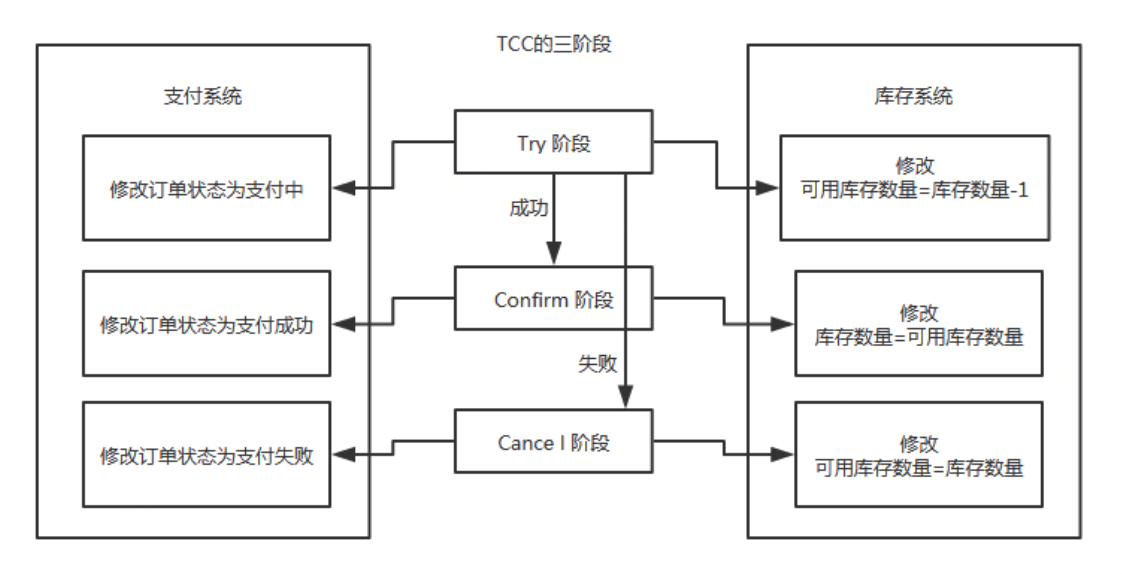 TCC的三阶段
支付系统
库存系统
Try 阶段
修改订单状态为支付中
修改
可用库存数量=库存数量-1
成功
Confirm 阶段
修改订单状态为支付成功
修改
库存数量=可用库存数量
失败
Cance l 阶段
修改订单状态为支付失败
修改
可用库存数量=库存数量